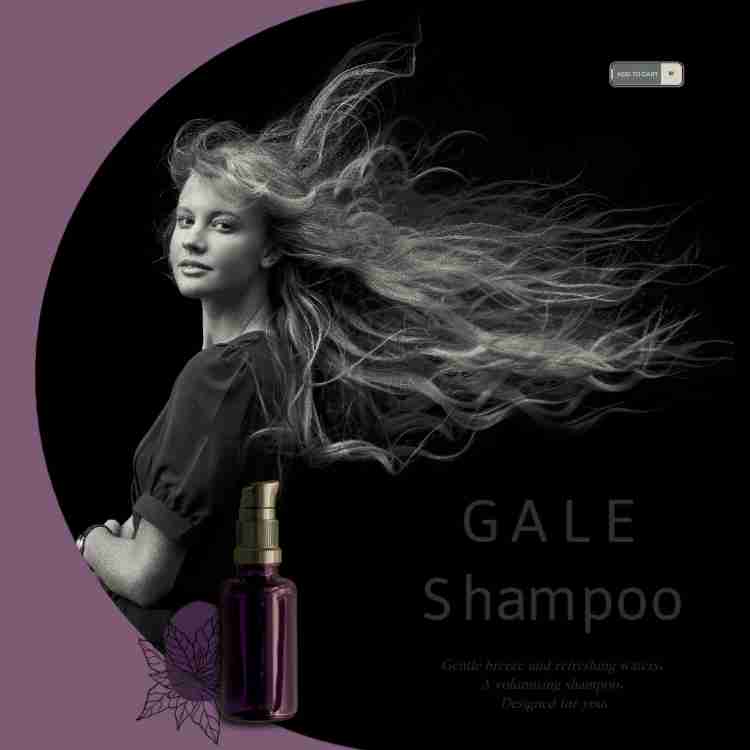 ADD TO CART
GALE
Shampoo
Gentle breeze and refreshing waters.
A volumising shampoo.
Designed for you.